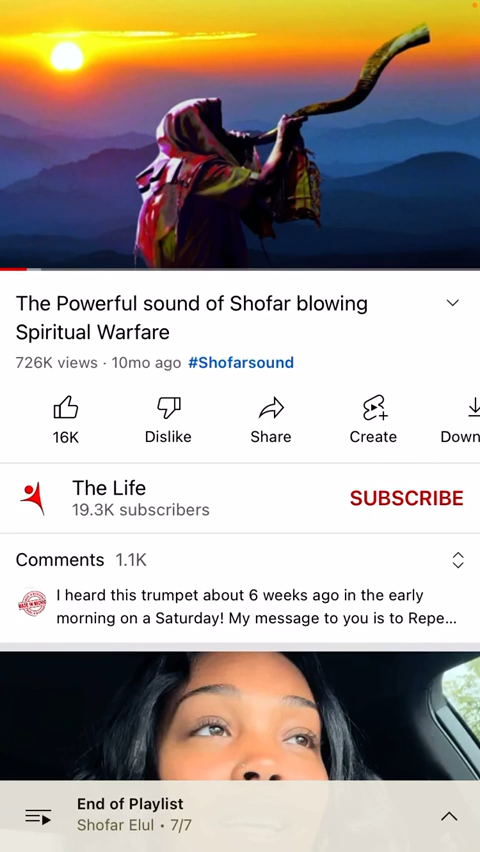 The Powerful sound of Shofar blowing
Spiritual Warfare
726K views · 10mo ago #Shofarsound
16K Dislike Share Create Down
The Life
19.3K subscribers
SUBSCRIBE
Comments 1.1K
I heard this trumpet about 6 weeks ago in the early
morning on a Saturday! My message to you is to Repe...
End of Playlist
Shofar Elul • 7/7